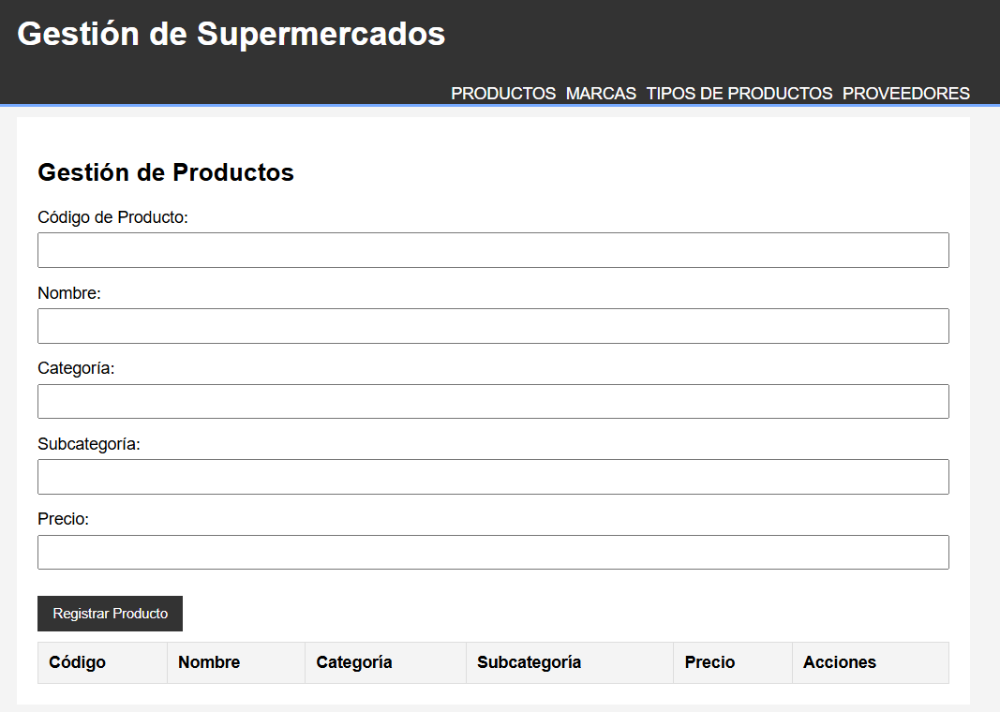 Gestión de Supermercados
PRODUCTOS MARCAS TIPOS DE PRODUCTOS PROVEEDORES
Gestión de Productos
Código de Producto:
Nombre:
Categoría:
Subcategoría:
Precio:
Registrar Producto
Código Nombre Categoría Subcategoría Precio Acciones